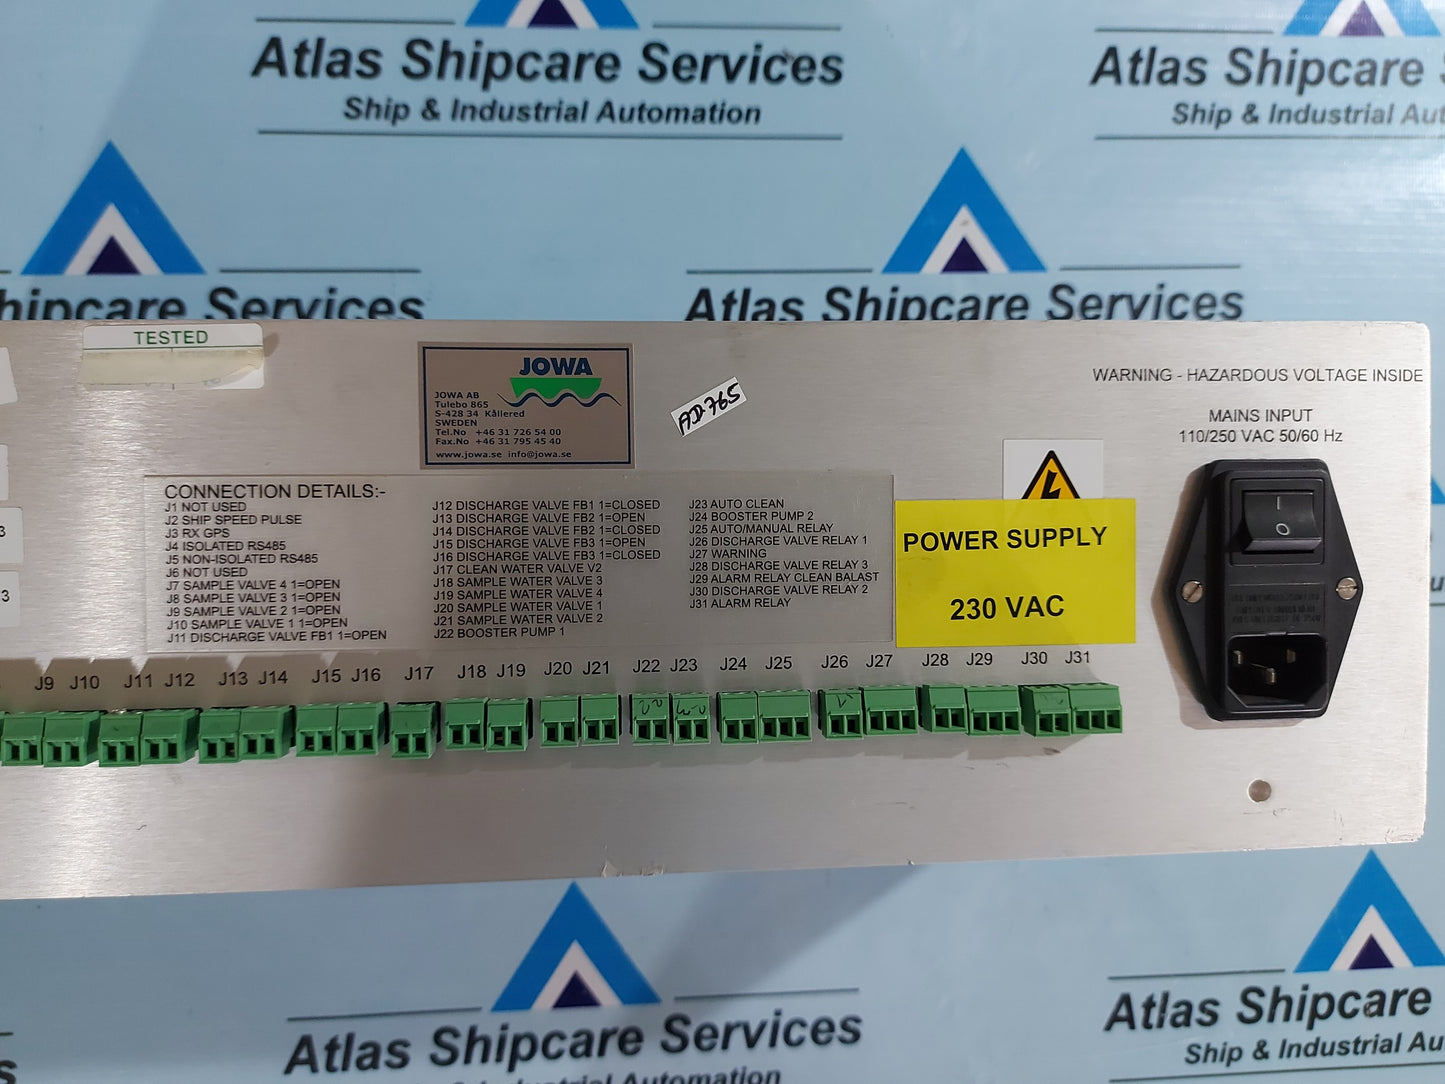 Atlas Shipcare Services
Ship & Industrial Automation
Atlas Shipcare
Ship & Industrial
Shipcare Services
Atlas Shipcare Services
TESTED
JOWA
JOWA AB
Tulebo 865
S-428 34 Kållered
SWEDEN
Tel.No +46 31 726 54 00
Fax.No +46 31 795 45 40
www.jowa.se info@jowa.se
AD-765
WARNING - HAZARDOUS VOLTAGE INSIDE
MAINS INPUT
110/250 VAC 50/60 Hz
CONNECTION DETAILS:-
J1 NOT USED
J2 SHIP SPEED PULSE
J3 RX GPS
J4 ISOLATED RS485
J5 NON-ISOLATED RS485
J6 NOT USED
J7 SAMPLE VALVE 4 1=OPEN
J8 SAMPLE VALVE 3 1=OPEN
J9 SAMPLE VALVE 2 1=OPEN
J10 SAMPLE VALVE 1 1=OPEN
J11 DISCHARGE VALVE FB1 1=OPEN
J12 DISCHARGE VALVE FB1 1=CLOSED
J13 DISCHARGE VALVE FB2 1=OPEN
J14 DISCHARGE VALVE FB2 1=CLOSED
J15 DISCHARGE VALVE FB3 1=OPEN
J16 DISCHARGE VALVE FB3 1=CLOSED
J17 CLEAN WATER VALVE V2
J18 SAMPLE WATER VALVE 3
J19 SAMPLE WATER VALVE 4
J20 SAMPLE WATER VALVE 1
J21 SAMPLE WATER VALVE 2
J22 BOOSTER PUMP 1
J23 AUTO CLEAN
J24 BOOSTER PUMP 2
J25 AUTO/MANUAL RELAY
J26 DISCHARGE VALVE RELAY 1
J27 WARNING
J28 DISCHARGE VALVE RELAY 3
J29 ALARM RELAY CLEAN BALAST
J30 DISCHARGE VALVE RELAY 2
J31 ALARM RELAY
POWER SUPPLY
230 VAC
I
O
3
3
J9 J10 J11 J12 J13 J14 J15 J16 J17 J18 J19 J20 J21 J22 J23 J24 J25 J26 J27 J28 J29 J30 J31
Atlas Shipcare Services
Industrial Automation
Atlas Shipcare
Ship & Industrial Au